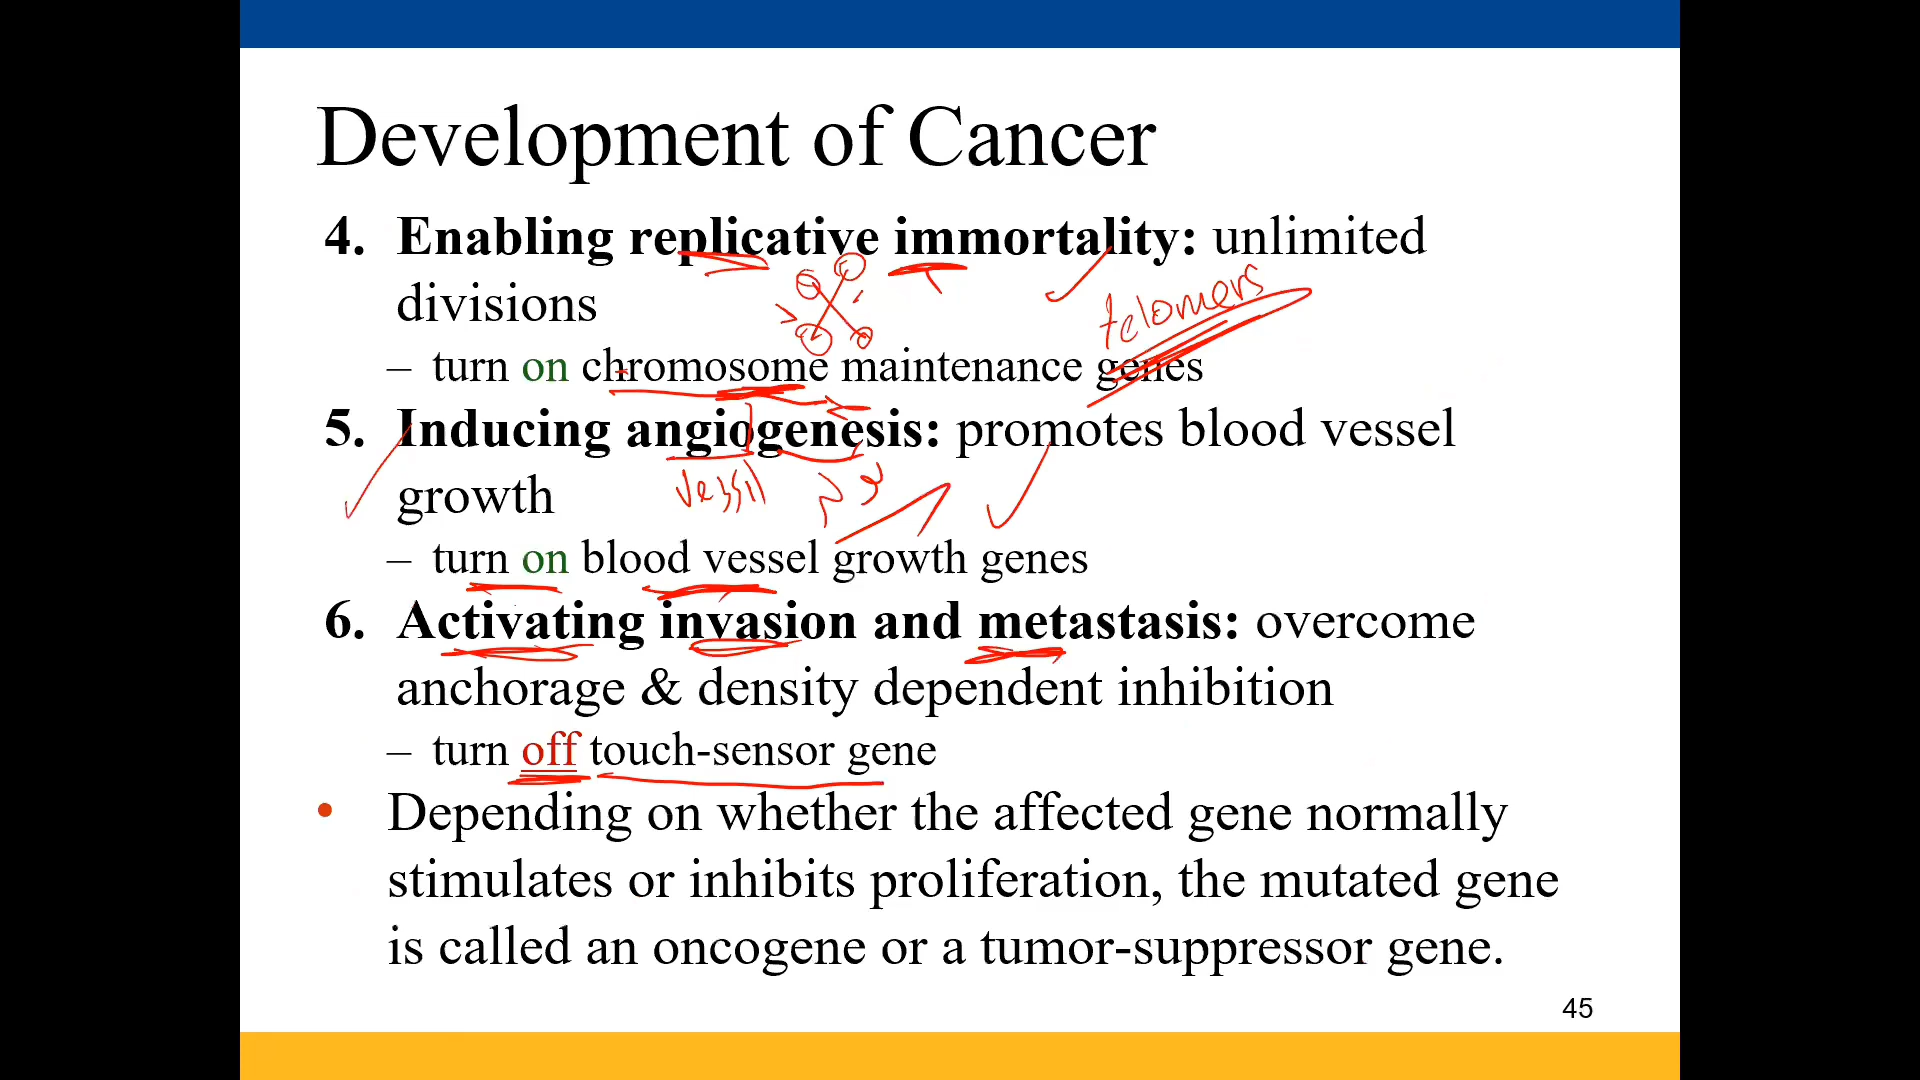 Development of Cancer
4. Enabling replicative immortality: unlimited
divisions
telomers
– turn on chromosome maintenance genes
5. Inducing angiogenesis: promotes blood vessel
growth
– turn on blood vessel growth genes
6. Activating invasion and metastasis: overcome
anchorage & density dependent inhibition
– turn off touch-sensor gene
• Depending on whether the affected gene normally
stimulates or inhibits proliferation, the mutated gene
is called an oncogene or a tumor-suppressor gene.
45